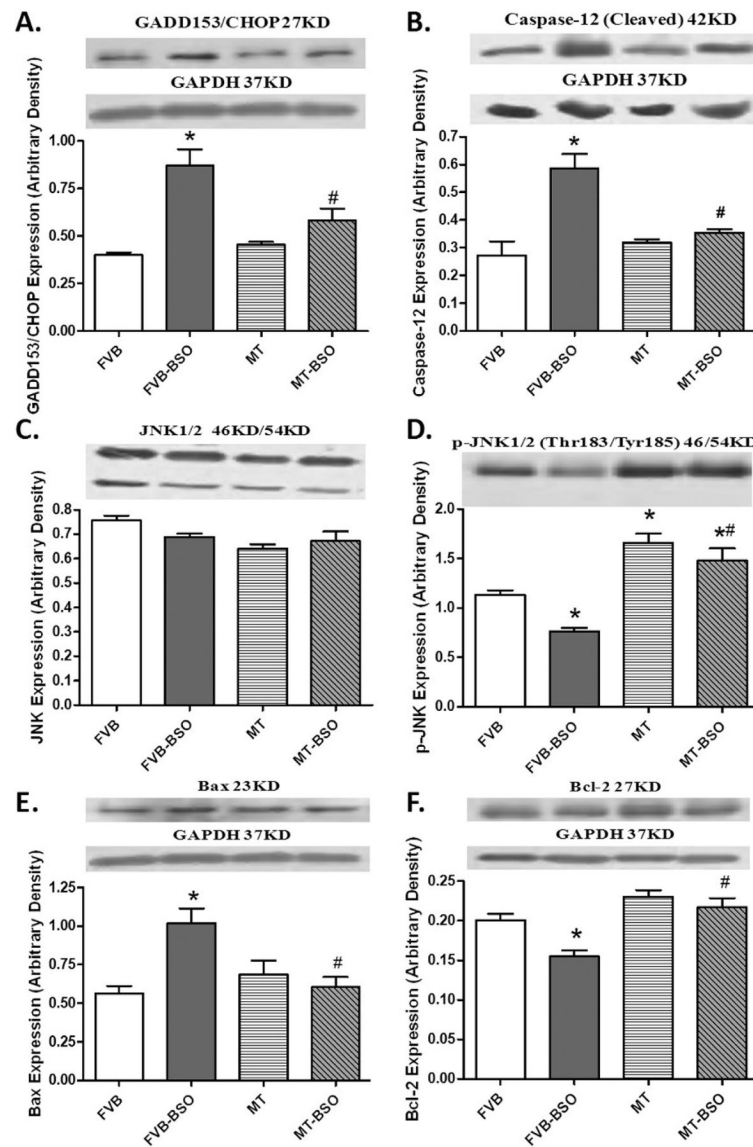 A.
GADD153/CHOP27KD
GAPDH 37KD
GADD153/CHOP Expression (Arbitrary Density)
1.00
0.75
0.50
0.25
0.00
*
#
FVB
FVB-BSO
MT
MT-BSO
B.
Caspase-12 (Cleaved) 42KD
GAPDH 37KD
Caspase-12 Expression (Arbitrary Density)
0.7
0.6
0.5
0.4
0.3
0.2
0.1
0.0
*
#
FVB
FVB-BSO
MT
MT-BSO
C.
JNK1/2 46KD/54KD
JNK Expression (Arbitrary Density)
0.8
0.7
0.6
0.5
0.4
0.3
0.2
0.1
0.0
FVB
FVB-BSO
MT
MT-BSO
D.
p-JNK1/2 (Thr183/Tyr185) 46/54KD
p-JNK Expression (Arbitrary Density)
2.0
1.5
1.0
0.5
0.0
*
*
*#
FVB
FVB-BSO
MT
MT-BSO
E.
Bax 23KD
GAPDH 37KD
Bax Expression (Arbitrary Density)
1.25
1.00
0.75
0.50
0.25
0.00
*
#
FVB
FVB-BSO
MT
MT-BSO
F.
Bcl-2 27KD
GAPDH 37KD
Bcl-2 Expression (Arbitrary Density)
0.25
0.20
0.15
0.10
0.05
0.00
*
#
FVB
FVB-BSO
MT
MT-BSO